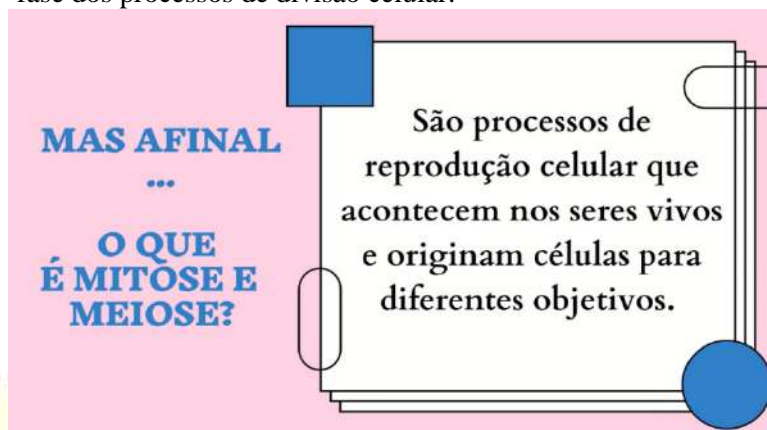 fase dos processos de divisão celular.
MAS AFINAL
...
O QUE
É MITOSE E
MEIOSE?
São processos de
reprodução celular que
acontecem nos seres vivos
e originam células para
diferentes objetivos.